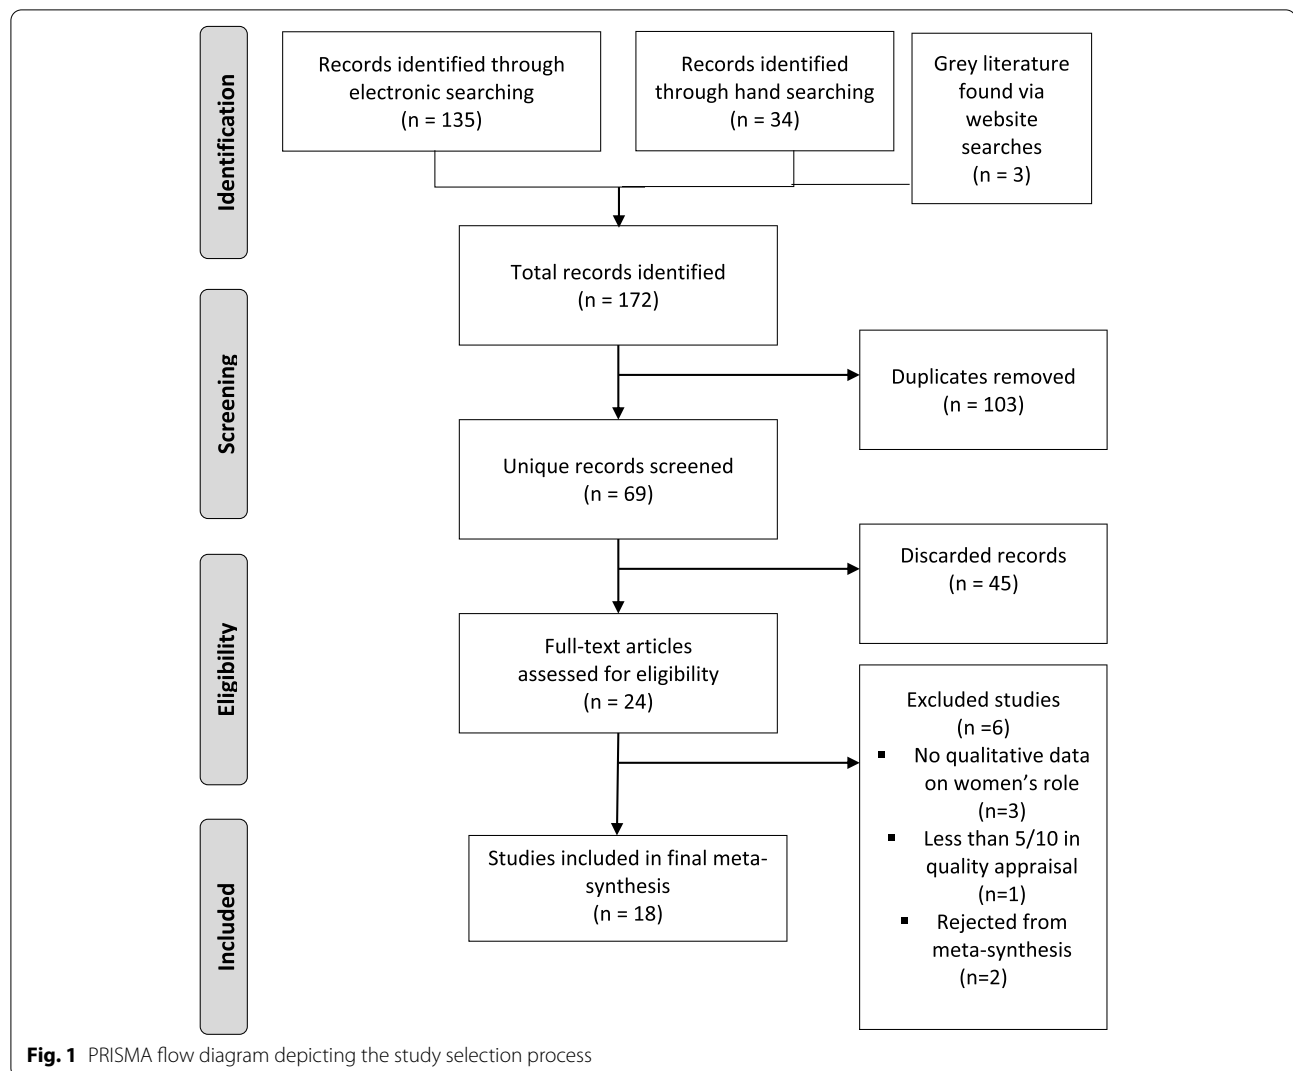 Identification
Records identified through
electronic searching
(n = 135)
Records identified
through hand searching
(n = 34)
Grey literature
found via
website
searches
(n = 3)
Total records identified
(n = 172)
Screening
Duplicates removed
(n = 103)
Unique records screened
(n = 69)
Discarded records
(n = 45)
Eligibility
Full-text articles
assessed for eligibility
(n = 24)
Excluded studies
(n =6)
▪ No qualitative data
on women’s role
(n=3)
▪ Less than 5/10 in
quality appraisal
(n=1)
▪ Rejected from
meta-synthesis
(n=2)
Included
Studies included in final meta-
synthesis
(n = 18)
Fig. 1 PRISMA flow diagram depicting the study selection process